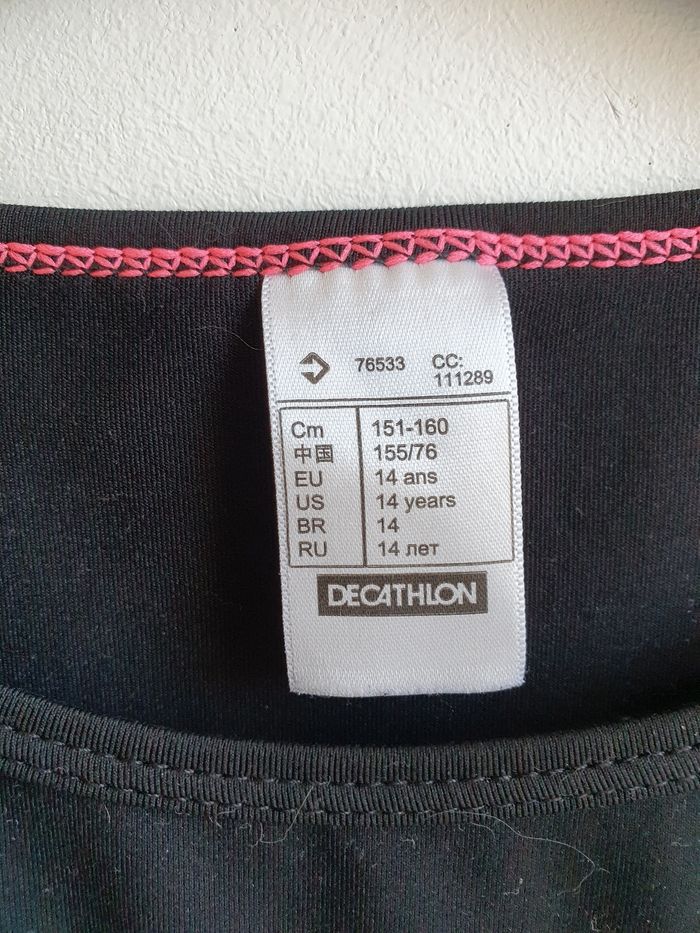 76533 CC:
111289
Cm 151-160
中国 155/76
EU 14 ans
US 14 years
BR 14
RU 14 лет
DECATHLON